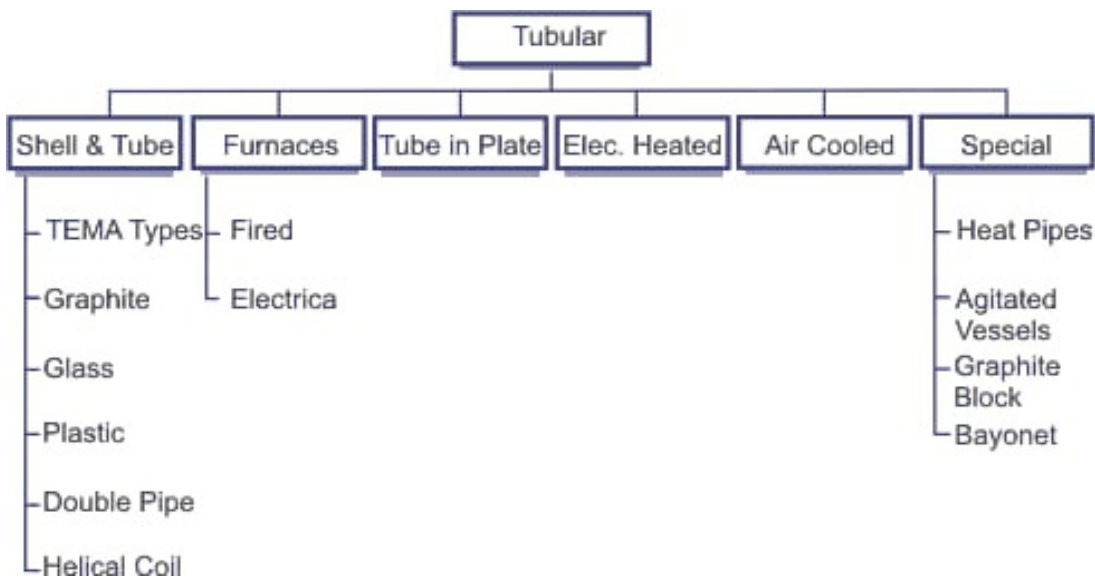 Tubular
Shell & Tube
Furnaces
Tube in Plate
Elec. Heated
Air Cooled
Special
TEMA Types
Graphite
Glass
Plastic
Double Pipe
Helical Coil
Fired
Electrica
Heat Pipes
Agitated
Vessels
Graphite
Block
Bayonet